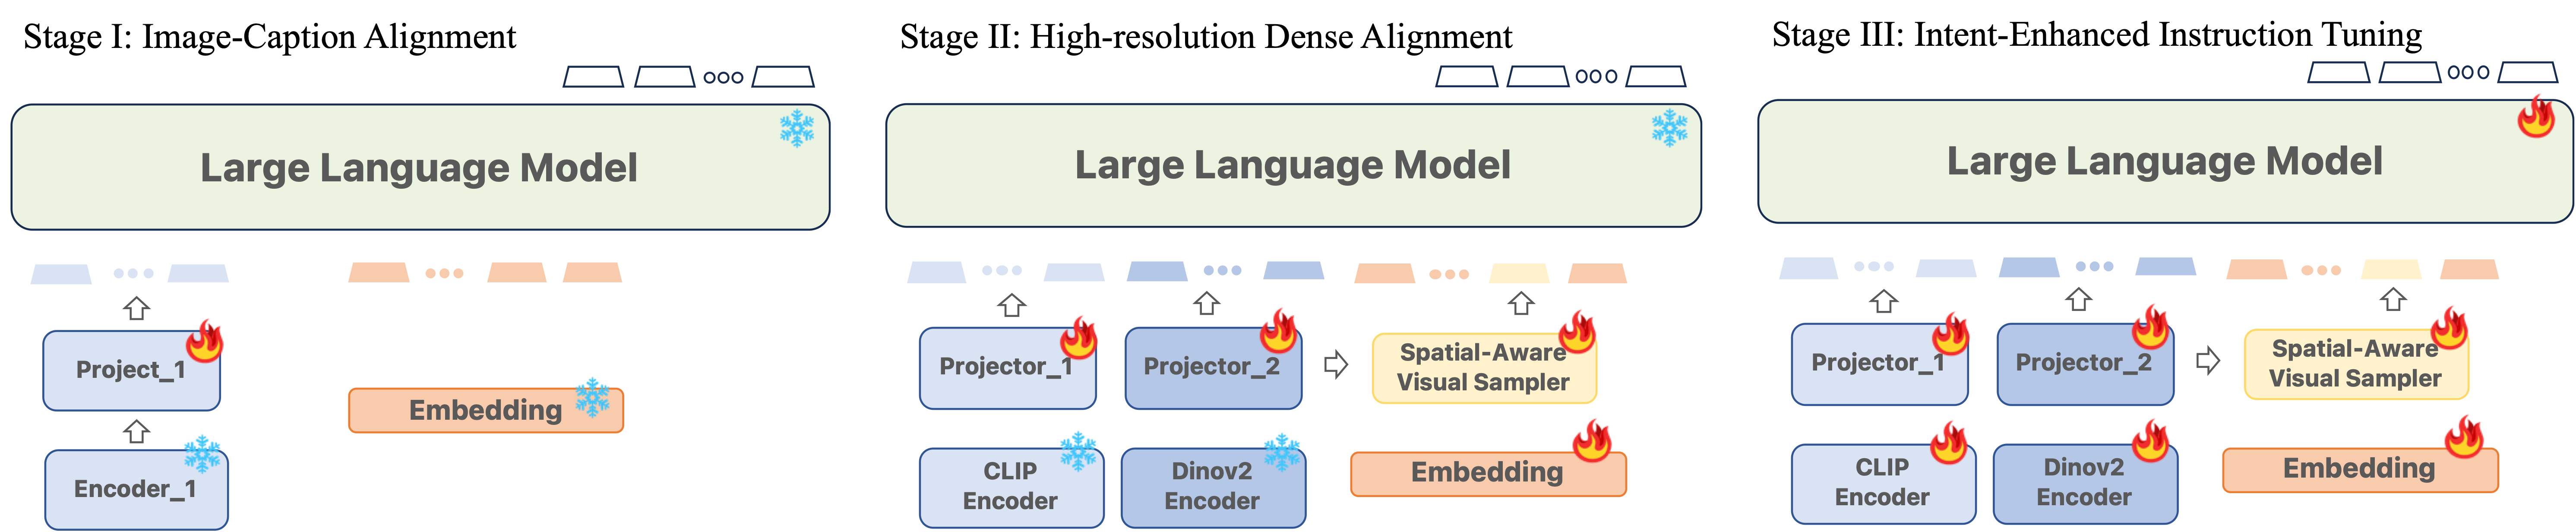 Stage I: Image-Caption Alignment
Large Language Model
Project_1
Embedding
Encoder_1
Stage II: High-resolution Dense Alignment
Large Language Model
Projector_1
Projector_2
Spatial-Aware
Visual Sampler
CLIP
Encoder
Dinov2
Encoder
Embedding
Stage III: Intent-Enhanced Instruction Tuning
Large Language Model
Projector_1
Projector_2
Spatial-Aware
Visual Sampler
CLIP
Encoder
Dinov2
Encoder
Embedding